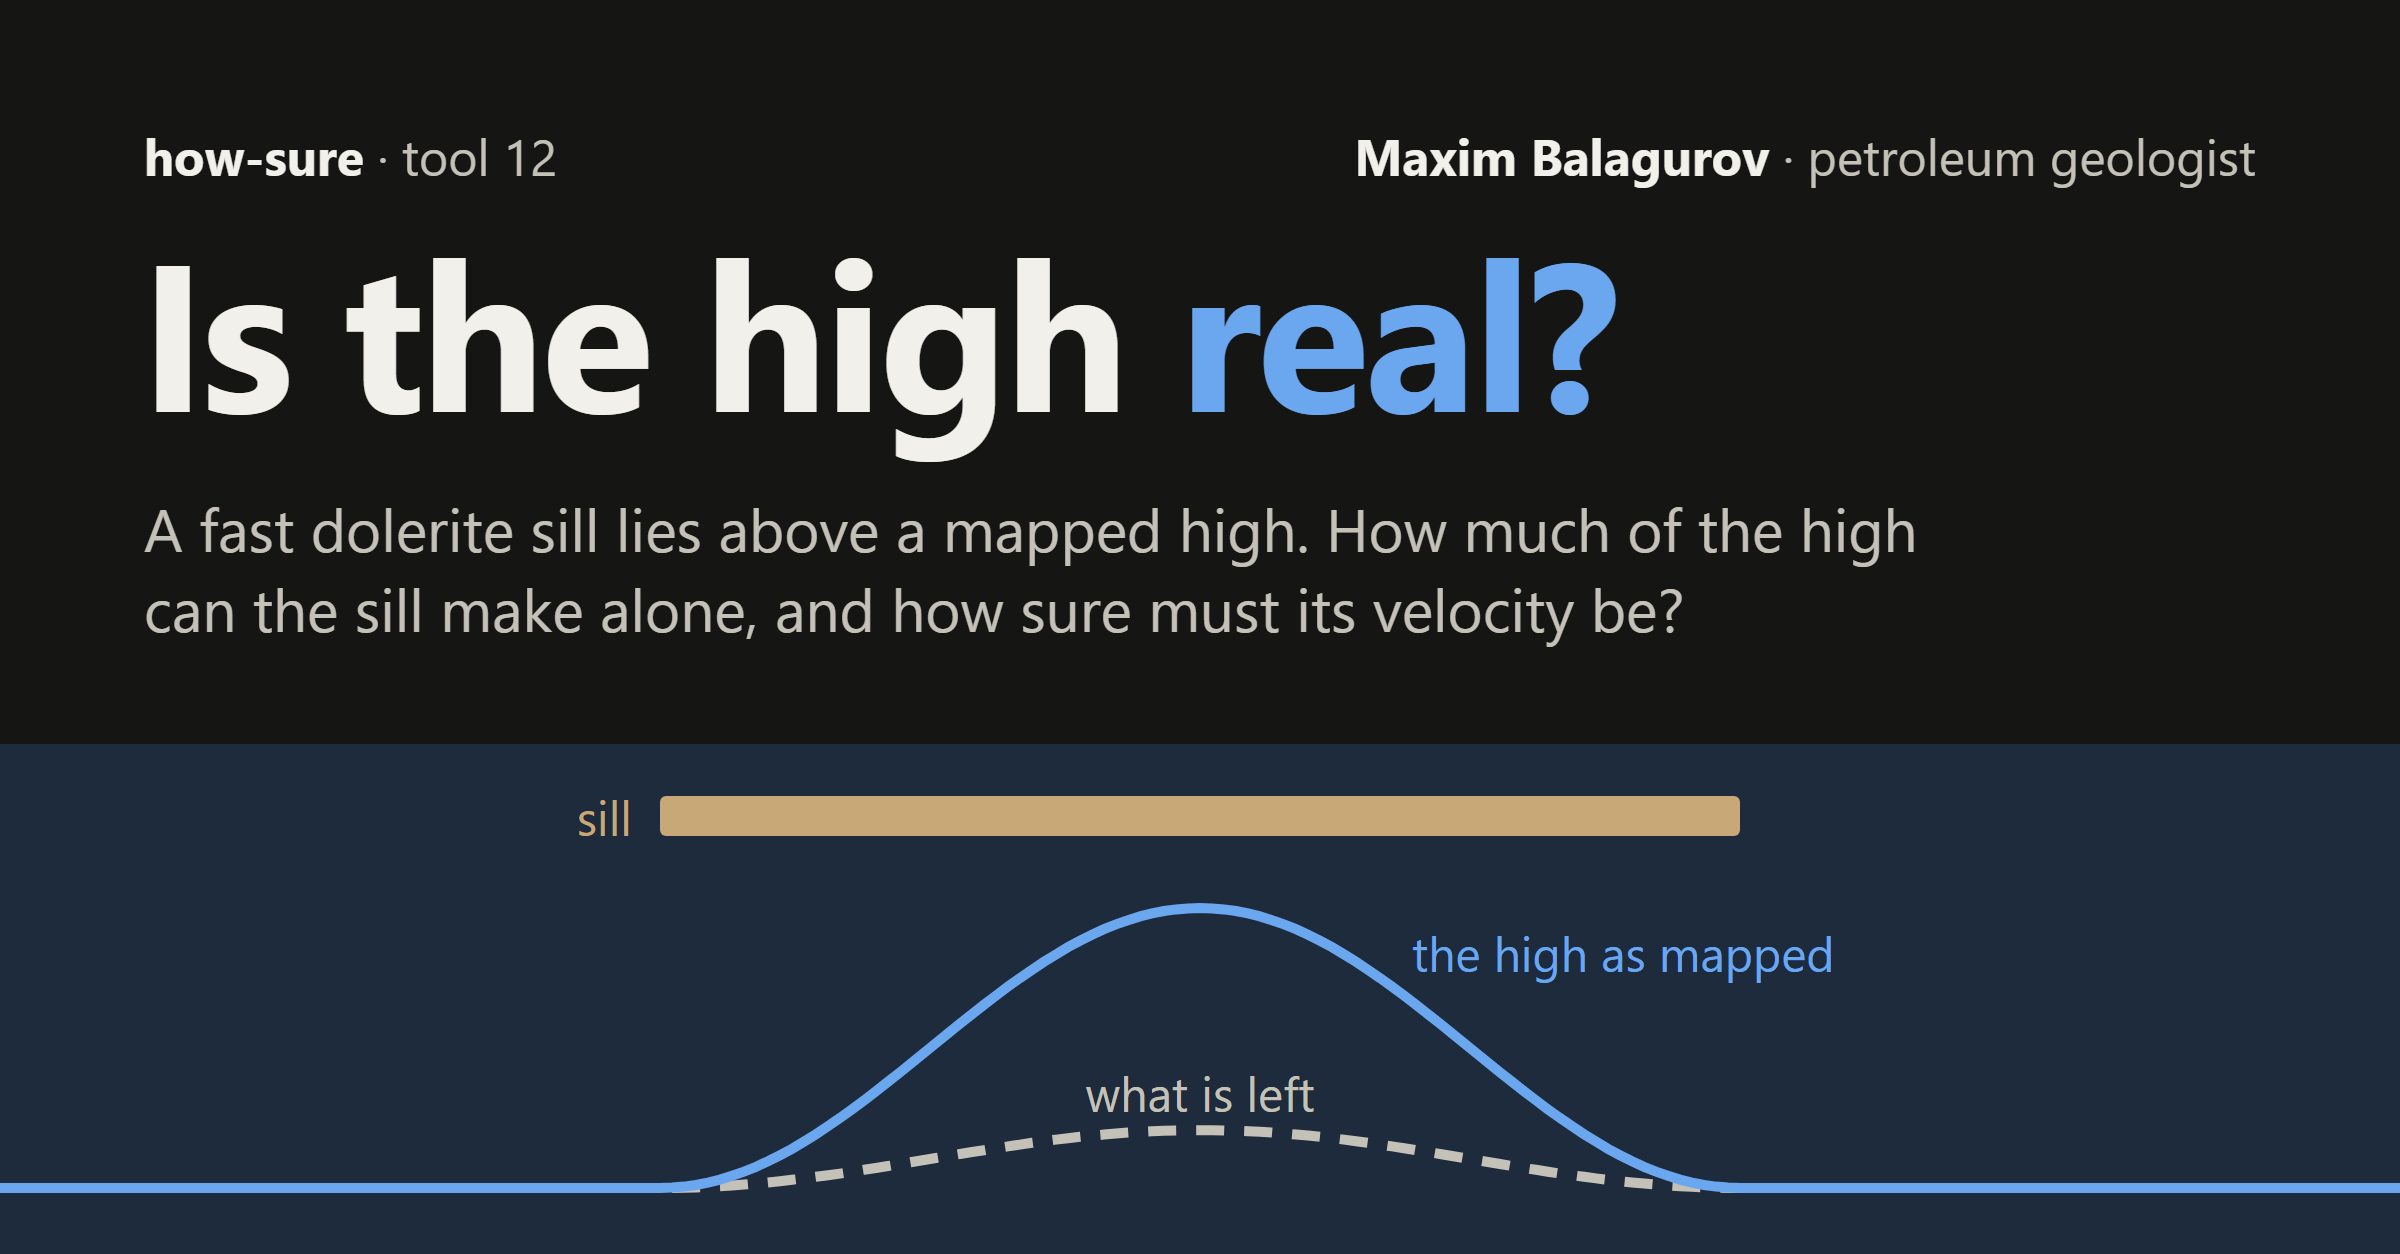 how-sure · tool 12
Maxim Balagurov · petroleum geologist
Is the high real?
A fast dolerite sill lies above a mapped high. How much of the high
can the sill make alone, and how sure must its velocity be?
sill
the high as mapped
what is left